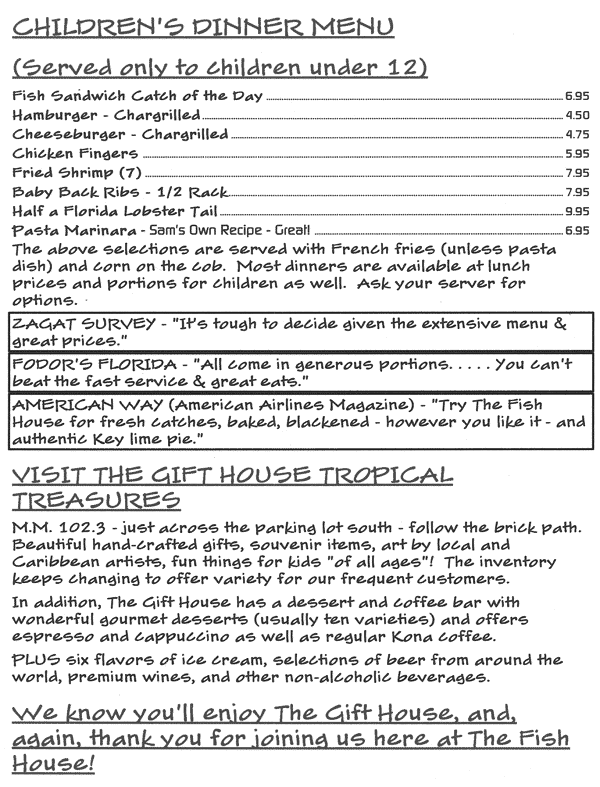 CHILDREN'S DINNER MENU
(Served only to children under 12)
Fish Sandwich Catch of the Day 6.95
Hamburger - Chargrilled 4.50
Cheeseburger - Chargrilled 4.75
Chicken Fingers 5.95
Fried Shrimp (7) 7.95
Baby Back Ribs - 1/2 Rack 7.95
Half a Florida Lobster Tail 9.95
Pasta Marinara - Sam's Own Recipe - Great! 6.95
The above selections are served with French fries (unless pasta
dish) and corn on the cob. Most dinners are available at lunch
prices and portions for children as well. Ask your server for
options.
ZAGAT SURVEY - "It's tough to decide given the extensive menu &
great prices."
FODOR'S FLORIDA - "All come in generous portions. . . . . You can't
beat the fast service & great eats."
AMERICAN WAY (American Airlines Magazine) - "Try The Fish
House for fresh catches, baked, blackened - however you like it - and
authentic Key lime pie."
VISIT THE GIFT HOUSE TROPICAL
TREASURES
M.M. 102.3 - just across the parking lot south - follow the brick path.
Beautiful hand-crafted gifts, souvenir items, art by local and
Caribbean artists, fun things for kids "of all ages"! The inventory
keeps changing to offer variety for our frequent customers.
In addition, The Gift House has a dessert and coffee bar with
wonderful gourmet desserts (usually ten varieties) and offers
espresso and cappuccino as well as regular Kona coffee.
PLUS six flavors of ice cream, selections of beer from around the
world, premium wines, and other non-alcoholic beverages.
We know you'll enjoy The Gift House, and,
again, thank you for joining us here at The Fish
House!